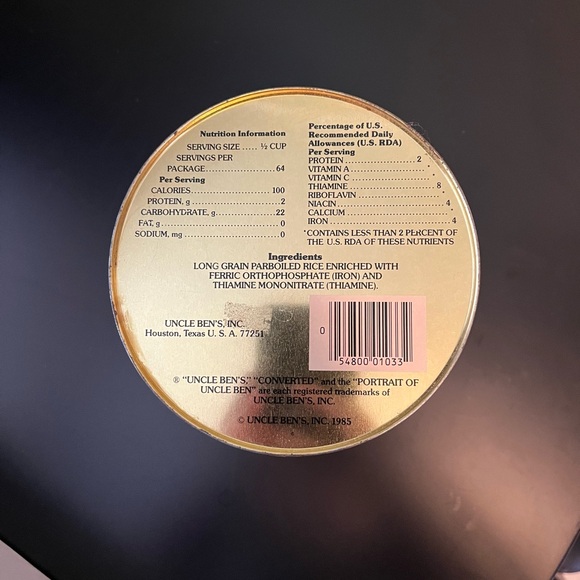 Nutrition Information
SERVING SIZE ..... ½ CUP
SERVINGS PER
PACKAGE .................. 64
Per Serving
CALORIES .................. 100
PROTEIN, g .................. 2
CARBOHYDRATE, g .......... 22
FAT, g .................. 0
SODIUM, mg .................. 0
Percentage of U.S.
Recommended Daily
Allowances (U.S. RDA)
Per Serving
PROTEIN .................. 2
VITAMIN A .................. *
VITAMIN C .................. *
THIAMINE .................. 8
RIBOFLAVIN .................. *
NIACIN .................. 4
CALCIUM .................. *
IRON .................. 4
*CONTAINS LESS THAN 2 PERCENT OF
THE U.S. RDA OF THESE NUTRIENTS
Ingredients
LONG GRAIN PARBOILED RICE ENRICHED WITH
FERRIC ORTHOPHOSPHATE (IRON) AND
THIAMINE MONONITRATE (THIAMINE).
UNCLE BEN'S, INC.
Houston, Texas U. S. A. 77251
0
54800 01033
® "UNCLE BEN'S," "CONVERTED" and the "PORTRAIT OF
UNCLE BEN" are each registered trademarks of
UNCLE BEN'S, INC.
© UNCLE BEN'S, INC. 1985